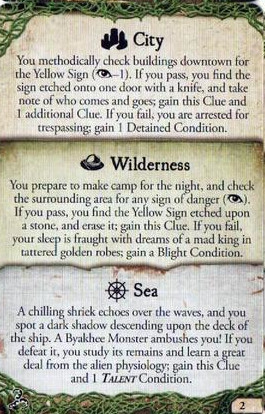 City
You methodically check buildings downtown for
the Yellow Sign (–1). If you pass, you find the
sign etched onto one door with a knife, and take
note of who comes and goes; gain this Clue and
1 additional Clue. If you fail, you are arrested for
trespassing; gain 1 Detained Condition.
Wilderness
You prepare to make camp for the night, and check
the surrounding area for any sign of danger ().
If you pass, you find the Yellow Sign etched upon
a stone, and erase it; gain this Clue. If you fail,
your sleep is fraught with dreams of a mad king in
tattered golden robes; gain a Blight Condition.
Sea
A chilling shriek echoes over the waves, and you
spot a dark shadow descending upon the deck of
the ship. A Byakhee Monster ambushes you! If you
defeat it, you study its remains and learn a great
deal from the alien physiology; gain this Clue
and 1 TALENT Condition.
2